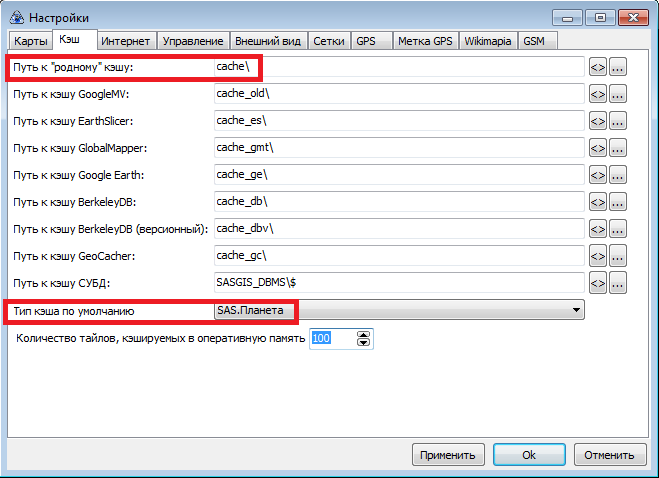 Настройки
Карты Кэш Интернет Управление Внешний вид Сетки GPS Метка GPS Wikimapia GSM
Путь к "родному" кэшу: cache\ <> ...
Путь к кэшу GoogleMV: cache_old\ <> ...
Путь к кэшу EarthSlicer: cache_es\ <> ...
Путь к кэшу GlobalMapper: cache_gmt\ <> ...
Путь к кэшу Google Earth: cache_ge\ <> ...
Путь к кэшу BerkeleyDB: cache_db\ <> ...
Путь к кэшу BerkeleyDB (версионный): cache_dbv\ <> ...
Путь к кэшу GeoCacher: cache_gc\ <> ...
Путь к кэшу СУБД: SASGIS_DBMS\$ <> ...
Тип кэша по умолчанию SAS.Планета
Количество тайлов, кэшируемых в оперативную память 100
Применить Ok Отменить